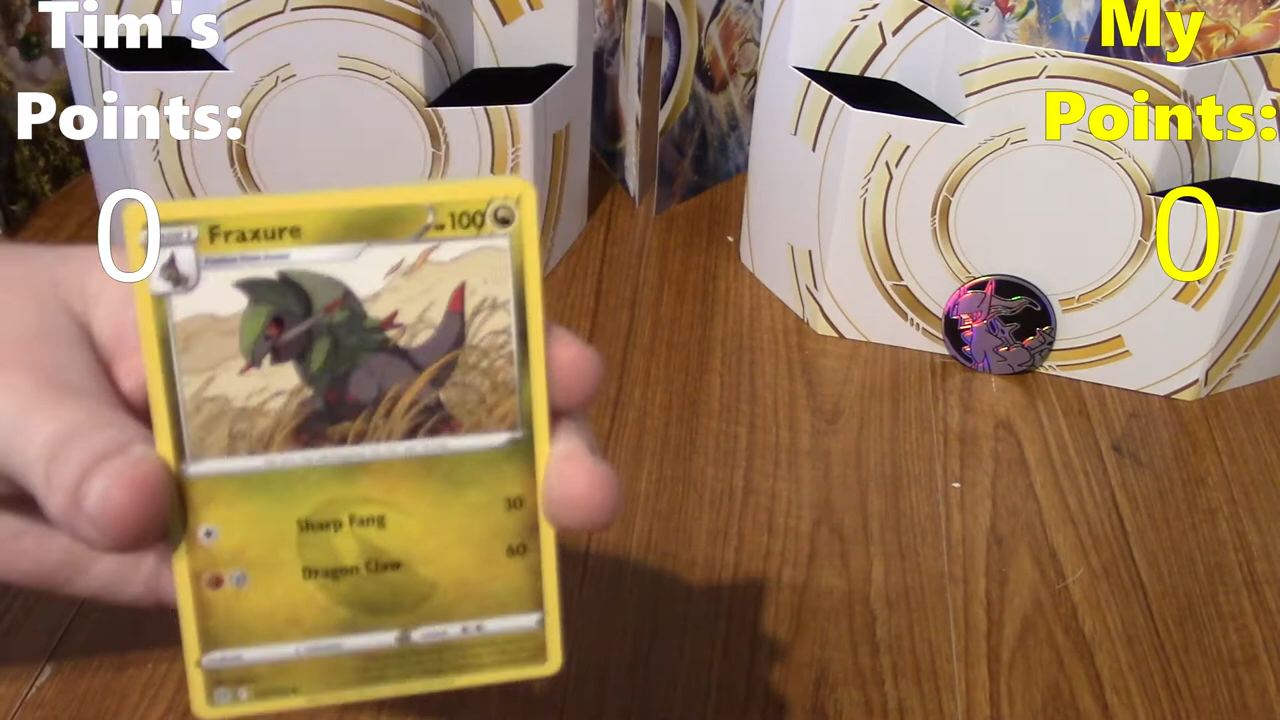 Tim's
Points:
0
My
Points:
0
Fraxure
100
Sharp Fang
30
Dragon Claw
60